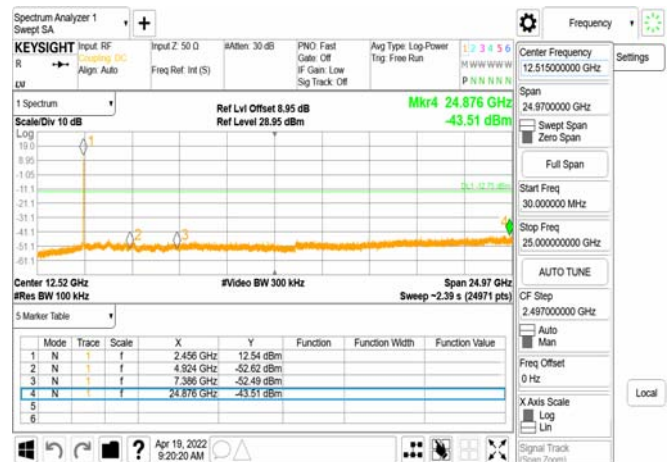 Spectrum Analyzer 1
Swept SA
+
Frequency
KEYSIGHT
R
LU
Input: RF
Coupling: DC
Align: Auto
Input Z: 50 Ω
Freq Ref: Int (S)
#Atten: 30 dB
PNO: Fast
Gate: Off
IF Gain: Low
Sig Track: Off
Avg Type: Log-Power
Trig: Free Run
1 2 3 4 5 6
M W W W W W
P N N N N N
1 Spectrum
Scale/Div 10 dB
Ref Lvl Offset 8.95 dB
Ref Level 28.95 dBm
Mkr4 24.876 GHz
-43.51 dBm
Log
19.0
8.95
-1.05
-11.1
-21.1
-31.1
-41.1
-51.1
-61.1
1
2
3
4
Center 12.52 GHz
#Res BW 100 kHz
#Video BW 300 kHz
Span 24.97 GHz
Sweep ~2.39 s (24971 pts)
5 Marker Table
Mode Trace Scale X Y Function Function Width Function Value
1 N 1 f 2.456 GHz 12.54 dBm
2 N 1 f 4.924 GHz -52.62 dBm
3 N 1 f 7.386 GHz -52.49 dBm
4 N 1 f 24.876 GHz -43.51 dBm
5
6
?
Apr 19, 2022
9:20:20 AM
Center Frequency
12.515000000 GHz
Span
24.9700000 GHz
Swept Span
Zero Span
Full Span
Start Freq
30.000000 MHz
Stop Freq
25.000000000 GHz
AUTO TUNE
CF Step
2.497000000 GHz
Auto
Man
Freq Offset
0 Hz
X Axis Scale
Log
Lin
Signal Track
(Span Zoom)
Settings
Local